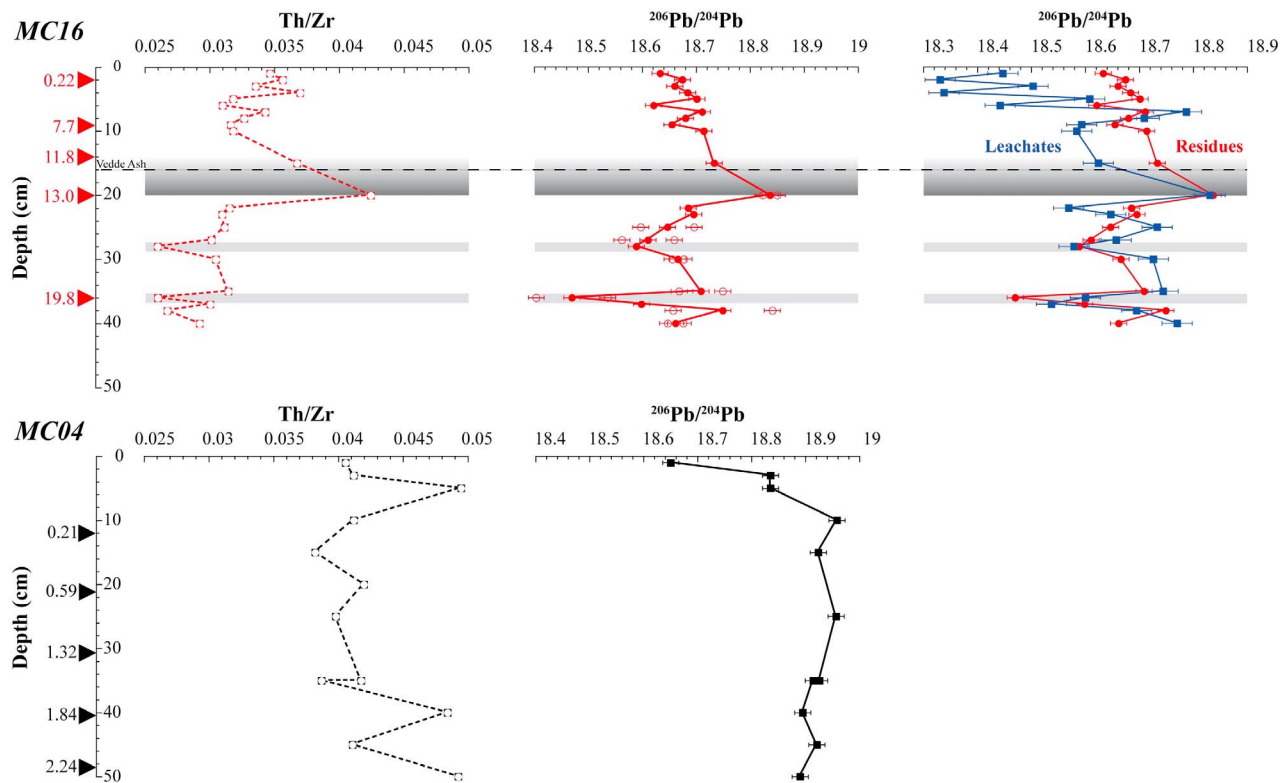 MC16
Th/Zr
0.025 0.03 0.035 0.04 0.045 0.05
²⁰⁶Pb/²⁰⁴Pb
18.4 18.5 18.6 18.7 18.8 18.9 19
²⁰⁶Pb/²⁰⁴Pb
18.3 18.4 18.5 18.6 18.7 18.8 18.9
Depth (cm)
0
10
20
30
40
50
0.22
7.7
11.8
13.0
19.8
Vedde Ash
Leachates
Residues
MC04
Th/Zr
0.025 0.03 0.035 0.04 0.045 0.05
²⁰⁶Pb/²⁰⁴Pb
18.4 18.5 18.6 18.7 18.8 18.9 19
Depth (cm)
0
10
20
30
40
50
0.21
0.59
1.32
1.84
2.24